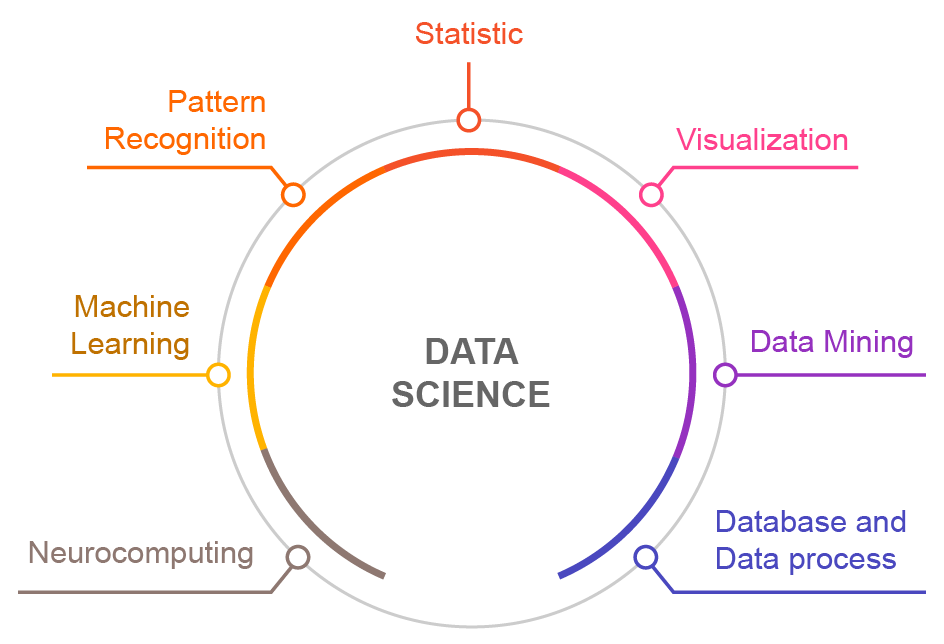 Statistic
Pattern
Recognition
Visualization
Machine
Learning
DATA
SCIENCE
Data Mining
Neurocomputing
Database and
Data process